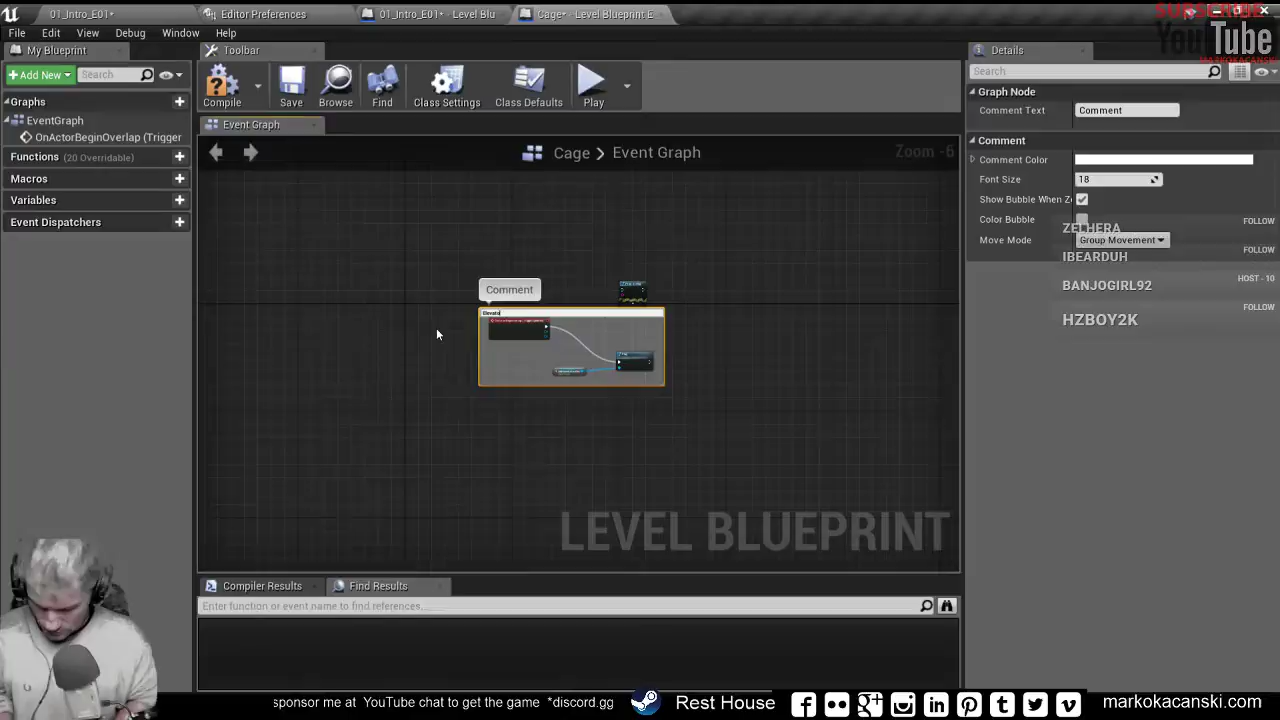 01_Intro_E01*
Editor Preferences
01_Intro_E01* - Level Blu
Cage* - Level Blueprint E
SUBSCRIBE
File
Edit
View
Debug
Window
Help
YouTube
MARKOKACANSKI
My Blueprint
Toolbar
Details
Add New
Search
Search
Compile
Save
Browse
Find
Class Settings
Class Defaults
Play
Graphs
EventGraph
OnActorBeginOverlap (Trigger
Functions (20 Overridable)
Macros
Variables
Event Dispatchers
Event Graph
Cage > Event Graph
Zoom -6
Graph Node
Comment Text
Comment
Comment
Comment Color
Font Size
18
Show Bubble When Zo
Color Bubble
Move Mode
Group Movement
ZELHERA
FOLLOW
IBEARDUH
FOLLOW
BANJOGIRL92
HOST - 10
HZBOY2K
FOLLOW
Comment
Elevato
LEVEL BLUEPRINT
Compiler Results
Find Results
Enter function or event name to find references...
sponsor me at YouTube chat to get the game *discord.gg
Rest House
markokacanski.com